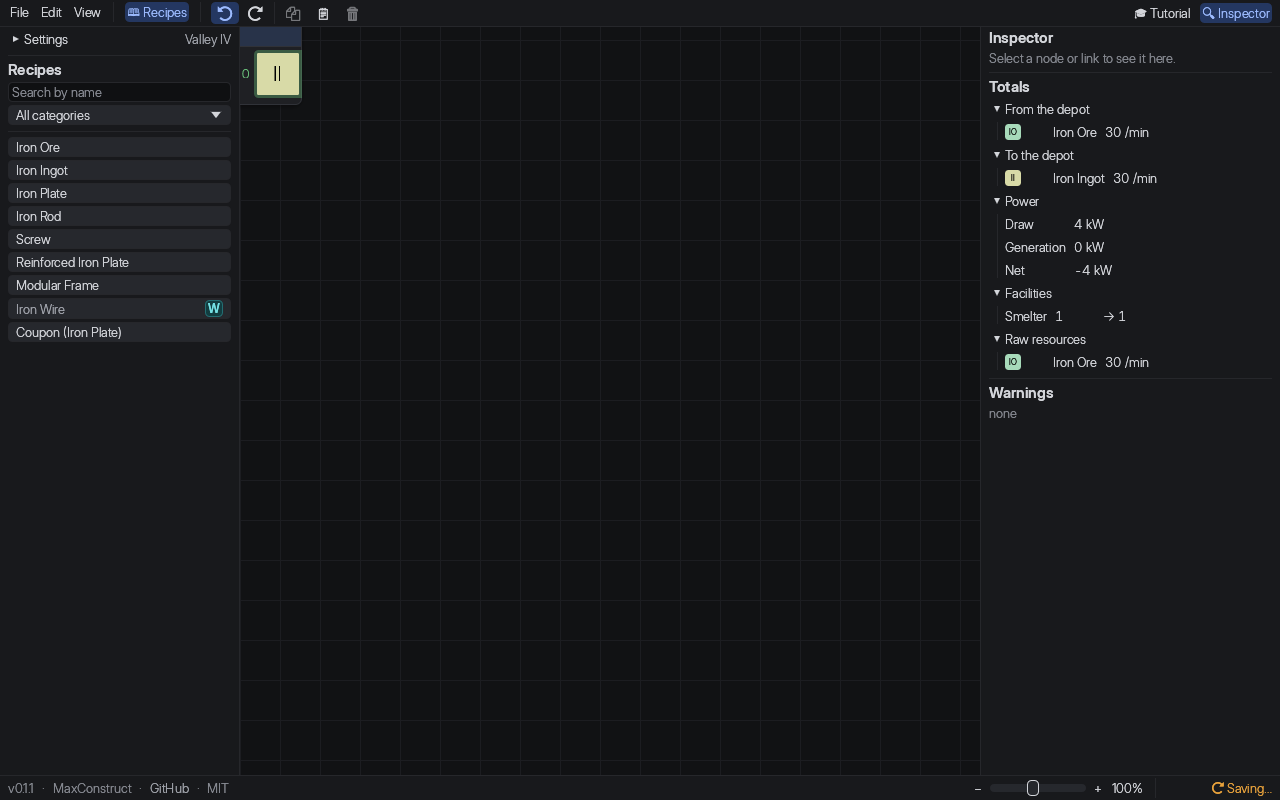 File Edit View Recipes Tutorial Inspector
Settings Valley IV
Recipes
Search by name
All categories
Iron Ore
Iron Ingot
Iron Plate
Iron Rod
Screw
Reinforced Iron Plate
Modular Frame
Iron Wire W
Coupon (Iron Plate)
0 II
Inspector
Select a node or link to see it here.
Totals
From the depot
IO Iron Ore 30 /min
To the depot
II Iron Ingot 30 /min
Power
Draw 4 kW
Generation 0 kW
Net -4 kW
Facilities
Smelter 1 → 1
Raw resources
IO Iron Ore 30 /min
Warnings
none
v0.1.1 · MaxConstruct · GitHub · MIT
− + 100% Saving...